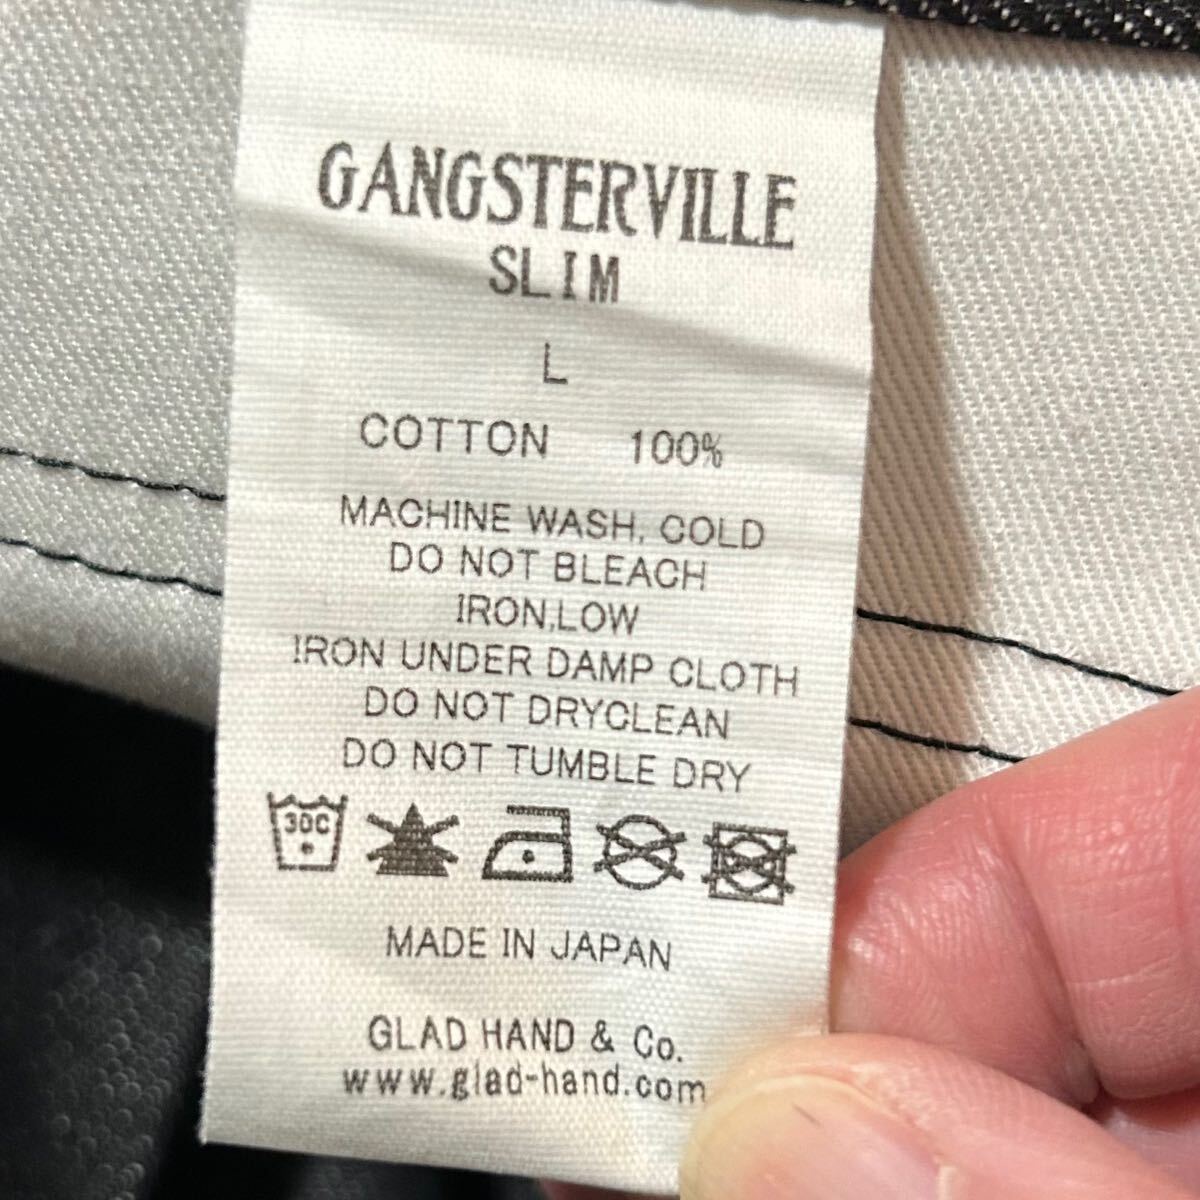 GANGSTERVILLE
SLIM
L
COTTON 100%
MACHINE WASH, COLD
DO NOT BLEACH
IRON,LOW
IRON UNDER DAMP CLOTH
DO NOT DRYCLEAN
DO NOT TUMBLE DRY
30C
MADE IN JAPAN
GLAD HAND & Co.
www.glad-hand.com